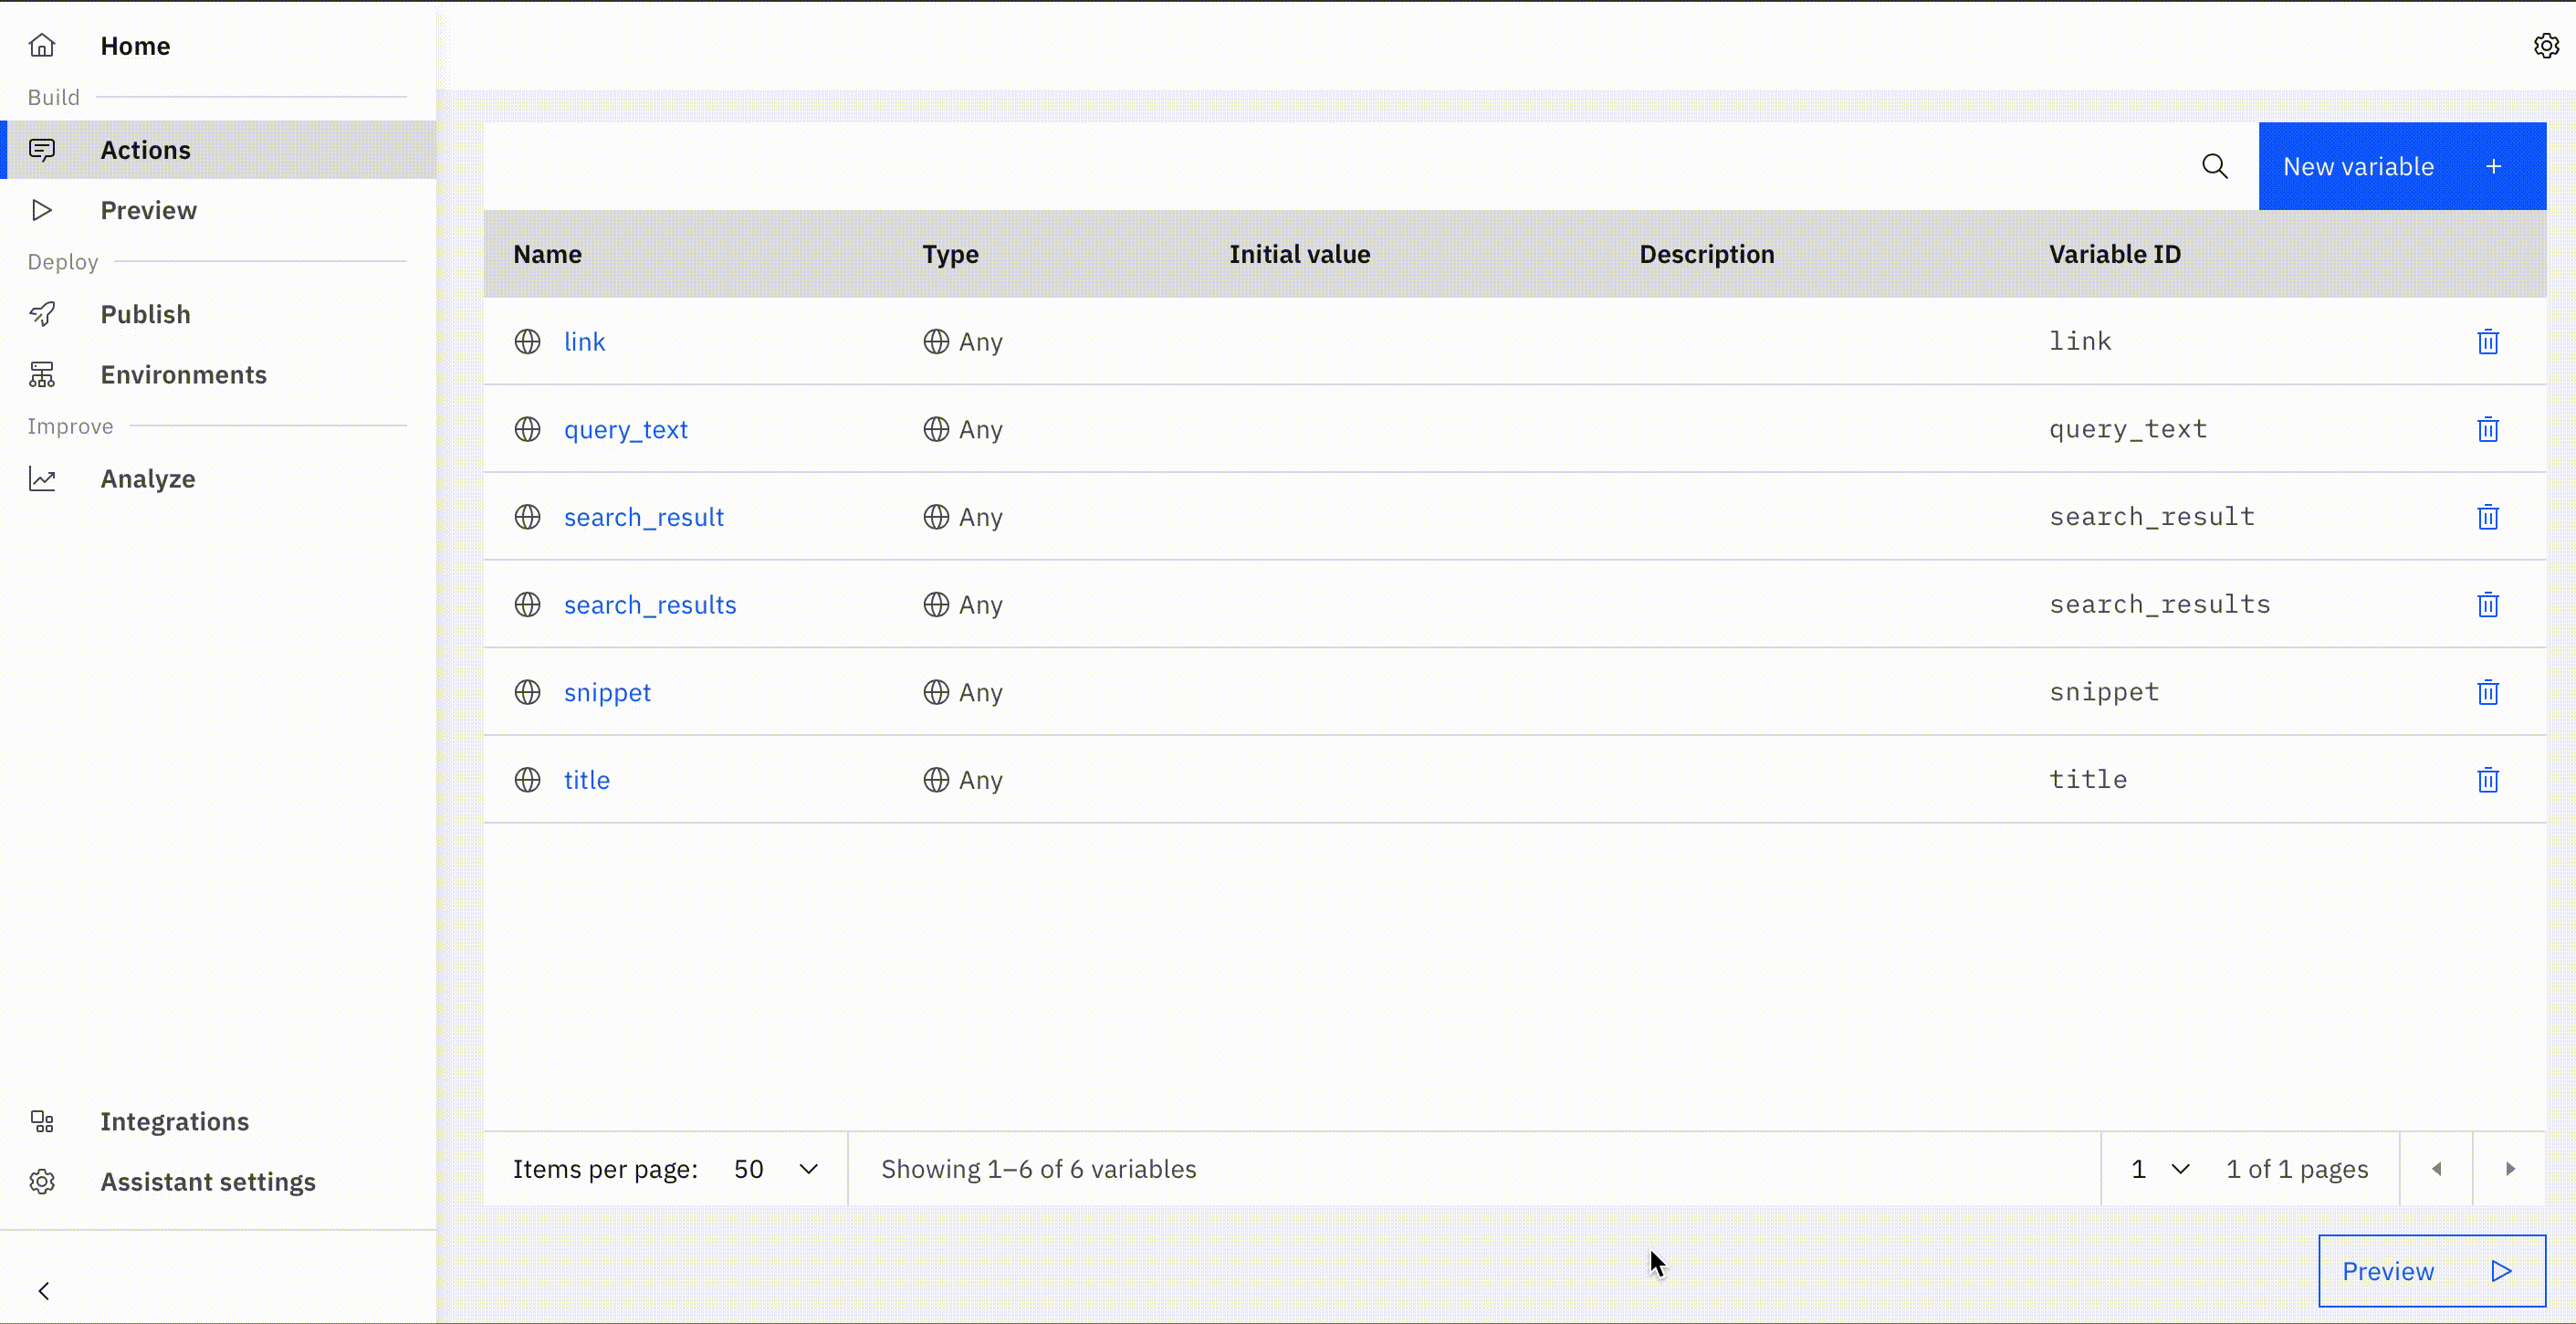 Home
Build
Actions
Preview
Deploy
Publish
Environments
Improve
Analyze
Integrations
Assistant settings
New variable +
Name Type Initial value Description Variable ID
link Any link
query_text Any query_text
search_result Any search_result
search_results Any search_results
snippet Any snippet
title Any title
Items per page: 50 Showing 1–6 of 6 variables 1 1 of 1 pages
Preview